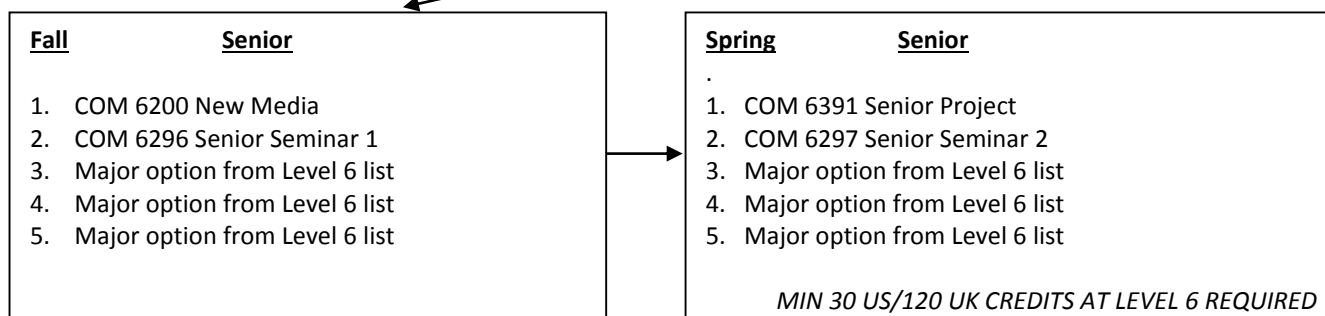 Fall Senior
1. COM 6200 New Media
2. COM 6296 Senior Seminar 1
3. Major option from Level 6 list
4. Major option from Level 6 list
5. Major option from Level 6 list
Spring Senior
.
1. COM 6391 Senior Project
2. COM 6297 Senior Seminar 2
3. Major option from Level 6 list
4. Major option from Level 6 list
5. Major option from Level 6 list
MIN 30 US/120 UK CREDITS AT LEVEL 6 REQUIRED